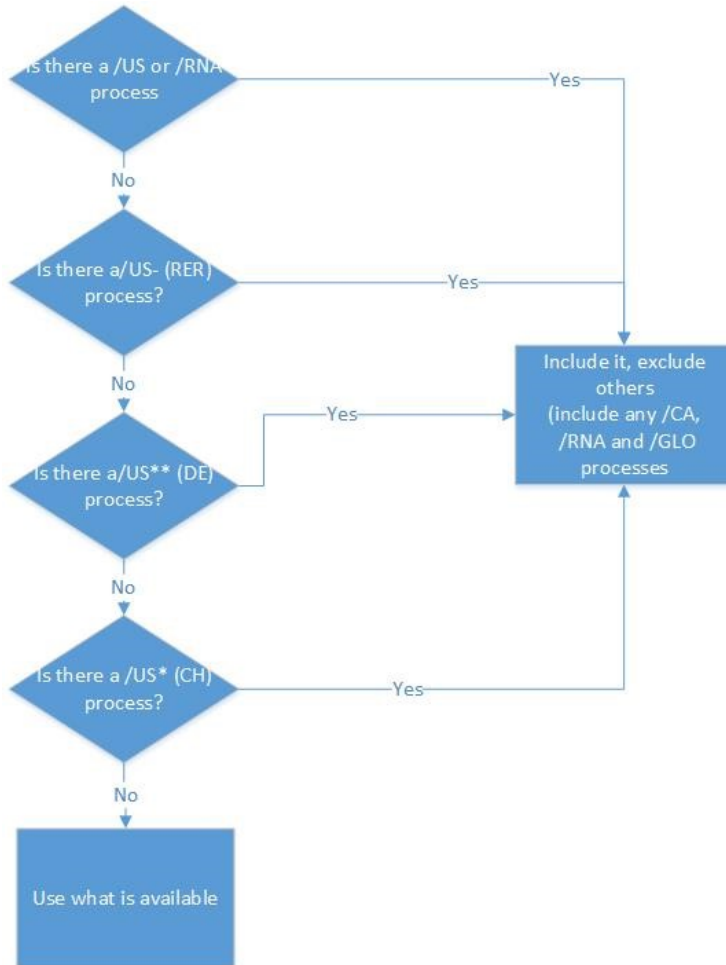 Is there a /US or /RNA
process
Yes
No
Is there a/US- (RER)
process?
Yes
No
Include it, exclude
others
(include any /CA,
/RNA and /GLO
processes
Is there a/US** (DE)
process?
Yes
No
Is there a /US* (CH)
process?
Yes
No
Use what is available